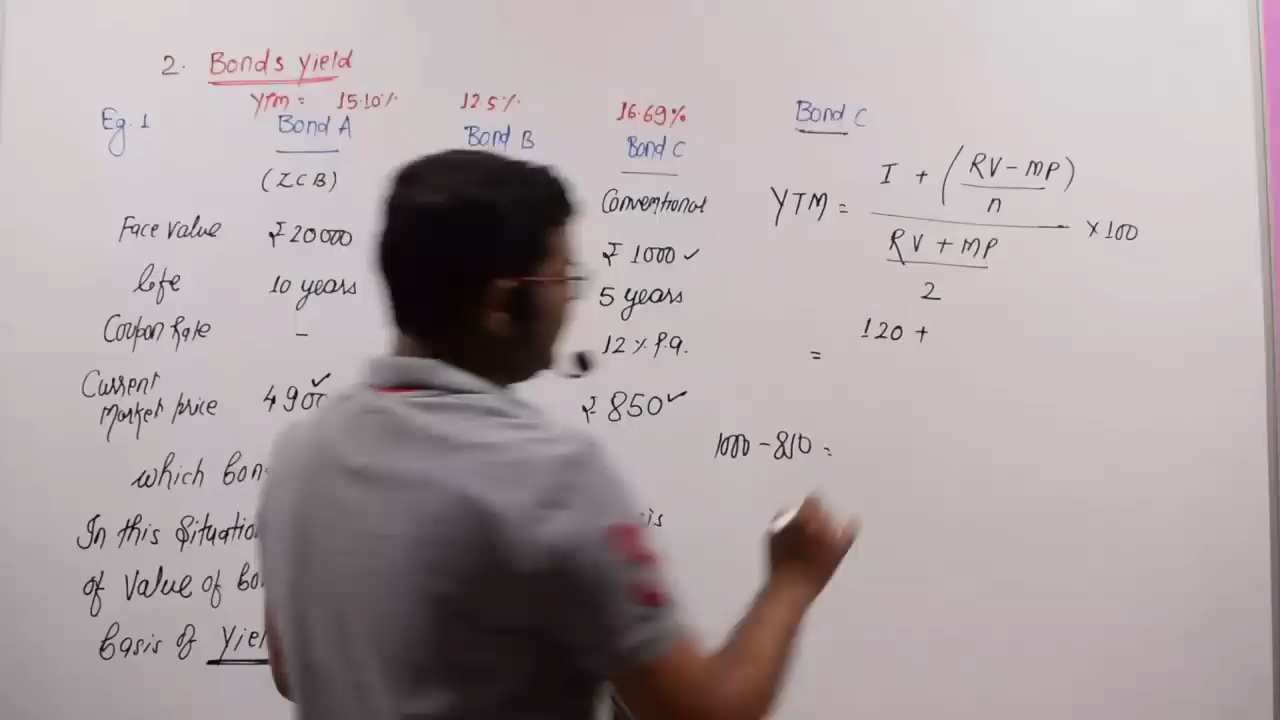 2. Bonds Yield
YTM = 15.10% 12.5% 16.69%
Eg. 1 Bond A Bond B Bond C
(ZCB) Conventional
Face Value ₹20000 ₹1000 ✓
life 10 years 5 years
Coupon Rate - 12% P.a.
Current Market price 4900 ✓ ₹850 ✓
which bon
In this Situatio is
of Value of bo
basis of Yiel
Bond C
YTM = I + (RV - MP)
n
RV + MP × 100
2
= 120 +
1000 - 850 =